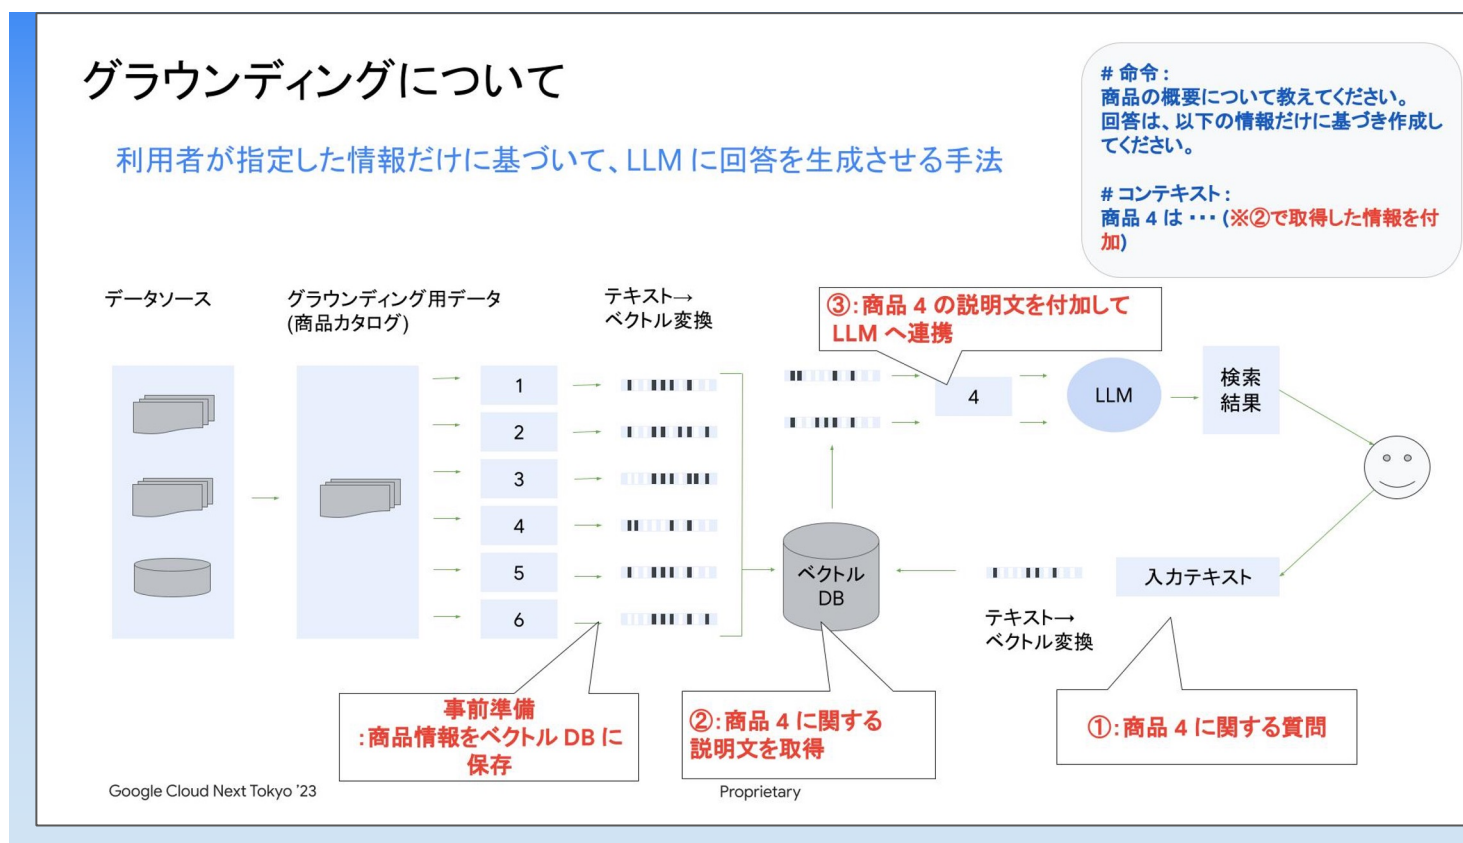 グラウンディングについて
利用者が指定した情報だけに基づいて、LLM に回答を生成させる手法
# 命令 :
商品の概要について教えてください。
回答は、以下の情報だけに基づき作成し
てください。
# コンテキスト :
商品 4 は ・・・ (※②で取得した情報を付
加)
データソース
グラウンディング用データ
(商品カタログ)
テキスト→
ベクトル変換
③：商品 4 の説明文を付加して
LLM へ連携
1
2
3
4
5
6
4
LLM
検索
結果
ベクトル
DB
入力テキスト
テキスト→
ベクトル変換
事前準備
：商品情報をベクトル DB に
保存
②：商品 4 に関する
説明文を取得
①：商品 4 に関する質問
Google Cloud Next Tokyo ’23
Proprietary